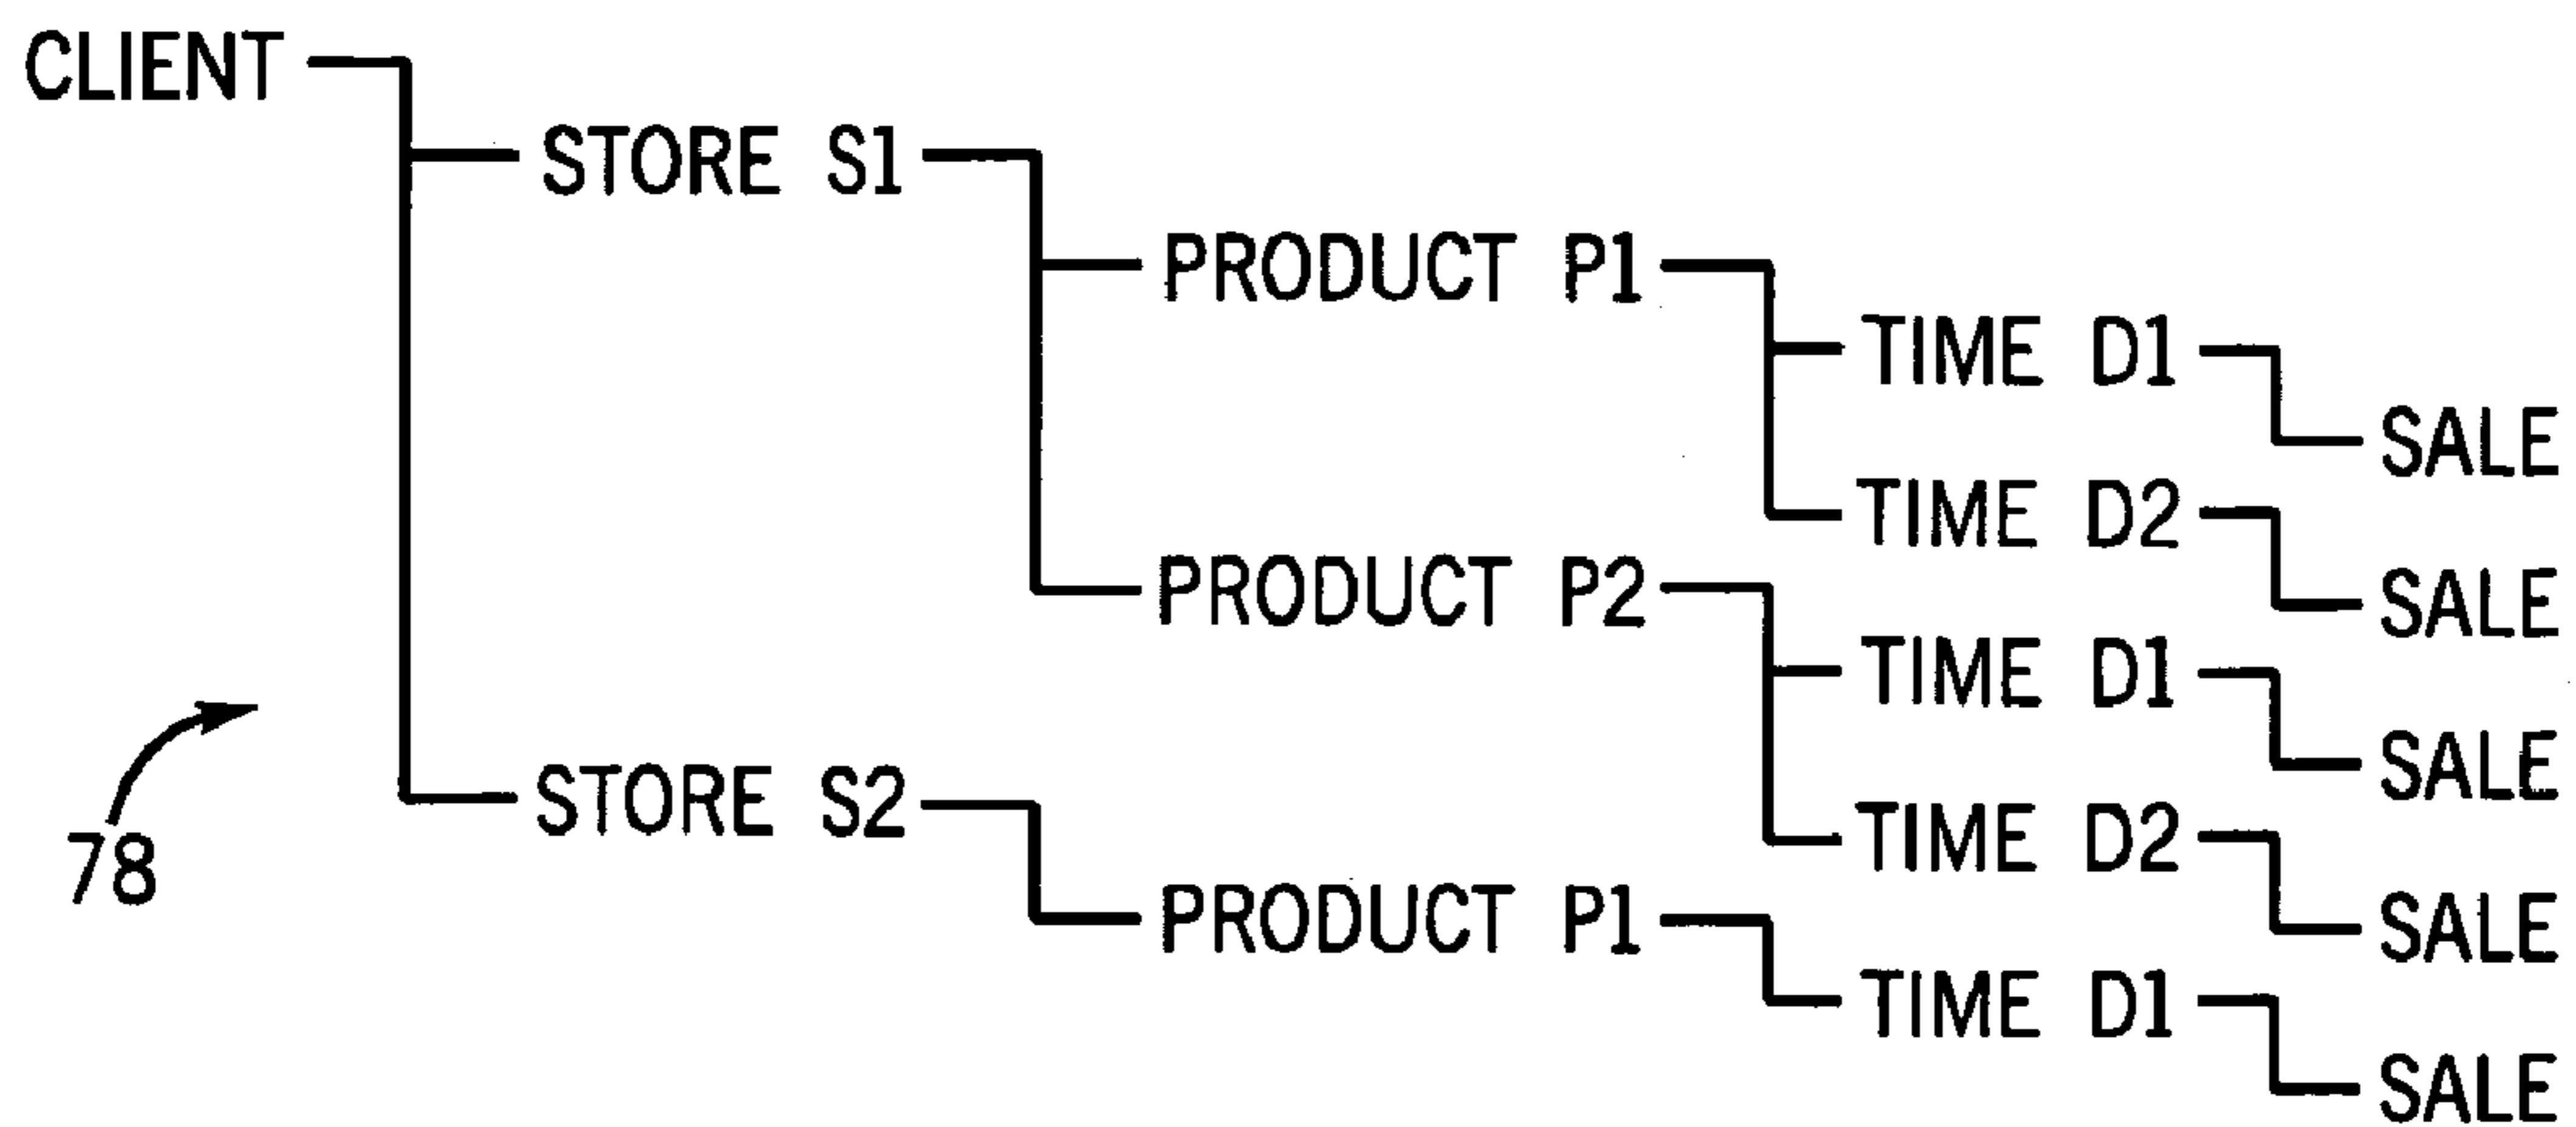 CLIENT
STORE S1
PRODUCT P1
TIME D1
SALE
TIME D2
SALE
PRODUCT P2
TIME D1
SALE
TIME D2
SALE
STORE S2
PRODUCT P1
TIME D1
SALE
78